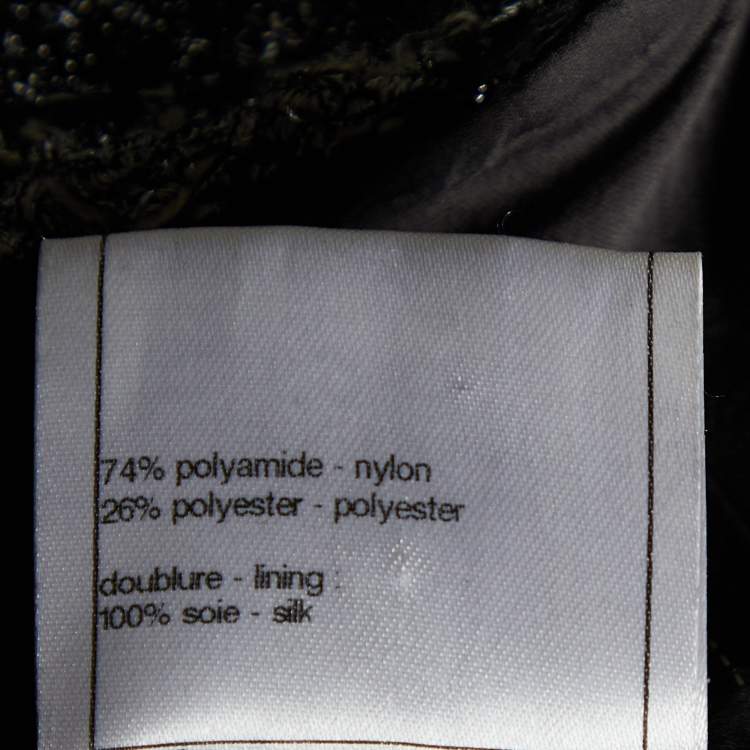 74% polyamide - nylon
26% polyester - polyester
doublure - lining :
100% soie - silk